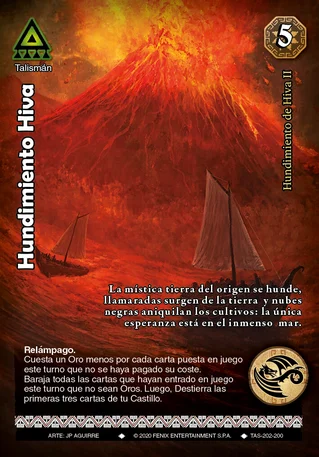 Talismán
5
Hundimiento Hiva
Hundimiento de Hiva II
La mística tierra del origen se hunde,
llamaradas surgen de la tierra y nubes
negras aniquilan los cultivos: la única
esperanza está en el inmenso mar.
Relámpago.
Cuesta un Oro menos por cada carta puesta en juego
este turno que no se haya pagado su coste.
Baraja todas las cartas que hayan entrado en juego
este turno que no sean Oros. Luego, Destierra las
primeras tres cartas de tu Castillo.
ARTE: JP AGUIRRE ◆ © 2020 FENIX ENTERTAINMENT S.P.A. ◆ TAS-202-200